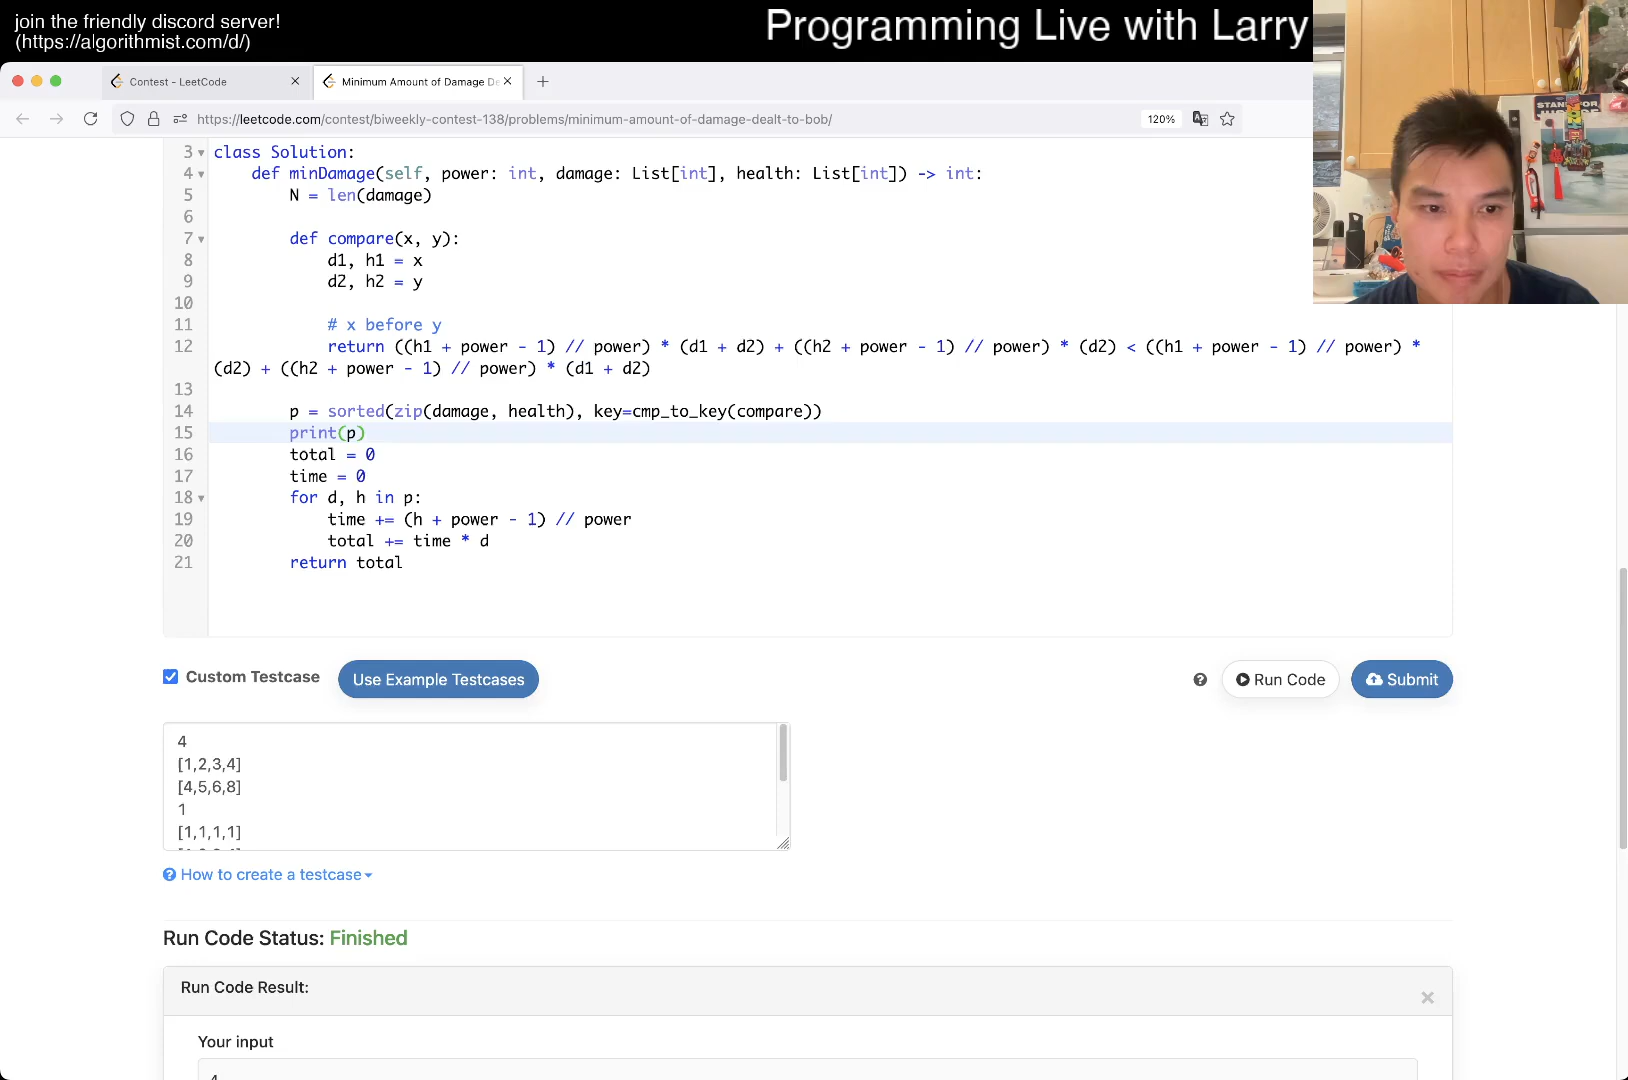 join the friendly discord server!
(https://algorithmist.com/d/)
Programming Live with Larry
Contest - LeetCode
Minimum Amount of Damage De
https://leetcode.com/contest/biweekly-contest-138/problems/minimum-amount-of-damage-dealt-to-bob/
120%
3 class Solution:
4 def minDamage(self, power: int, damage: List[int], health: List[int]) -> int:
5 N = len(damage)
6
7 def compare(x, y):
8 d1, h1 = x
9 d2, h2 = y
10
11 # x before y
12 return ((h1 + power - 1) // power) * (d1 + d2) + ((h2 + power - 1) // power) * (d2) < ((h1 + power - 1) // power) *
(d2) + ((h2 + power - 1) // power) * (d1 + d2)
13
14 p = sorted(zip(damage, health), key=cmp_to_key(compare))
15 print(p)
16 total = 0
17 time = 0
18 for d, h in p:
19 time += (h + power - 1) // power
20 total += time * d
21 return total
Custom Testcase
Use Example Testcases
Run Code
Submit
4
[1,2,3,4]
[4,5,6,8]
1
[1,1,1,1]
How to create a testcase
Run Code Status: Finished
Run Code Result:
Your input
4